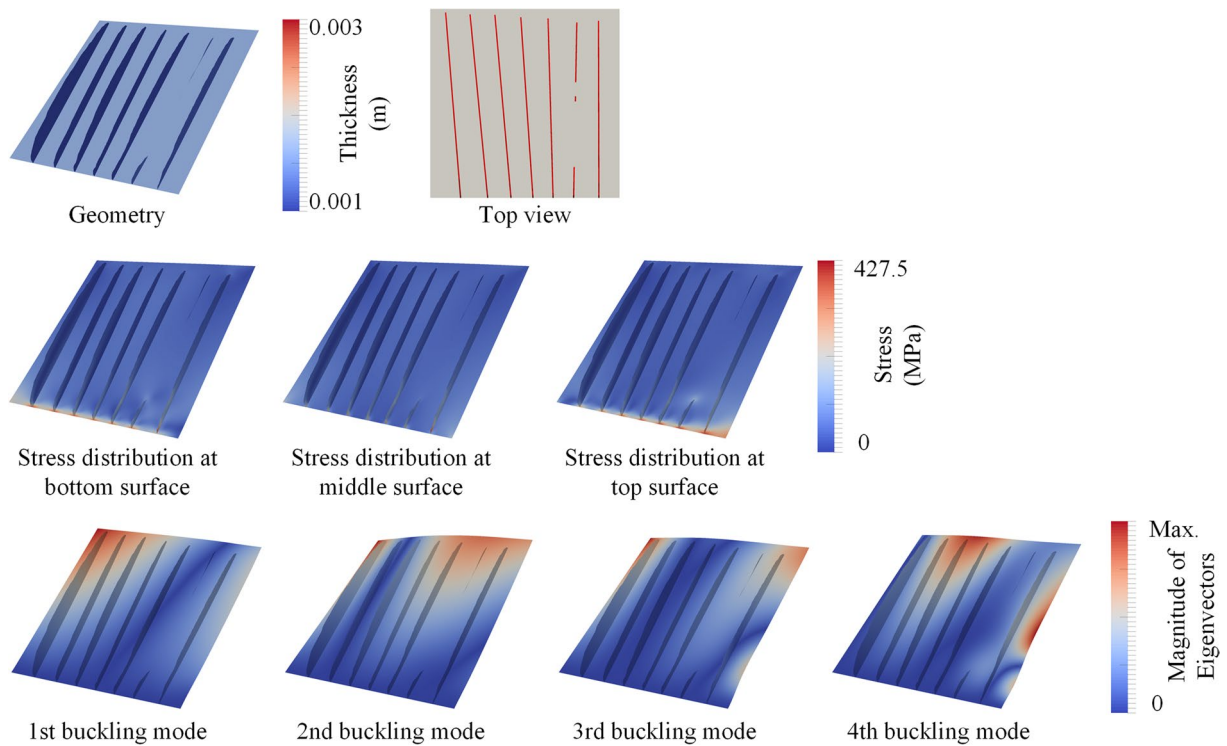 0.003
Thickness
(m)
0.001
Geometry
Top view
427.5
Stress
(MPa)
0
Stress distribution at
bottom surface
Stress distribution at
middle surface
Stress distribution at
top surface
Max.
Magnitude of
Eigenvectors
0
1st buckling mode
2nd buckling mode
3rd buckling mode
4th buckling mode